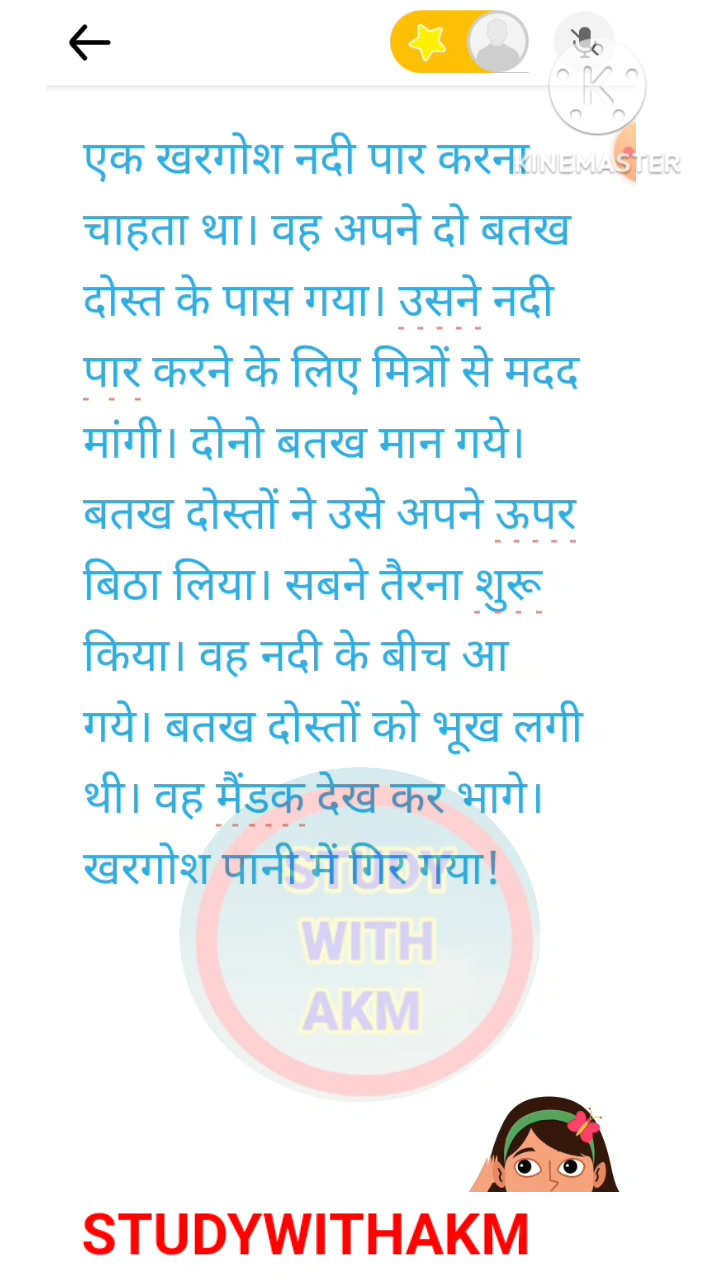 एक खरगोश नदी पार करना
चाहता था। वह अपने दो बतख
दोस्त के पास गया। उसने नदी
पार करने के लिए मित्रों से मदद
मांगी। दोनो बतख मान गये।
बतख दोस्तों ने उसे अपने ऊपर
बिठा लिया। सबने तैरना शुरू
किया। वह नदी के बीच आ
गये। बतख दोस्तों को भूख लगी
थी। वह मैंडक देख कर भागे।
खरगोश पानी में गिर गया!
K
KINEMASTER
STUDY
WITH
AKM
STUDYWITHAKM